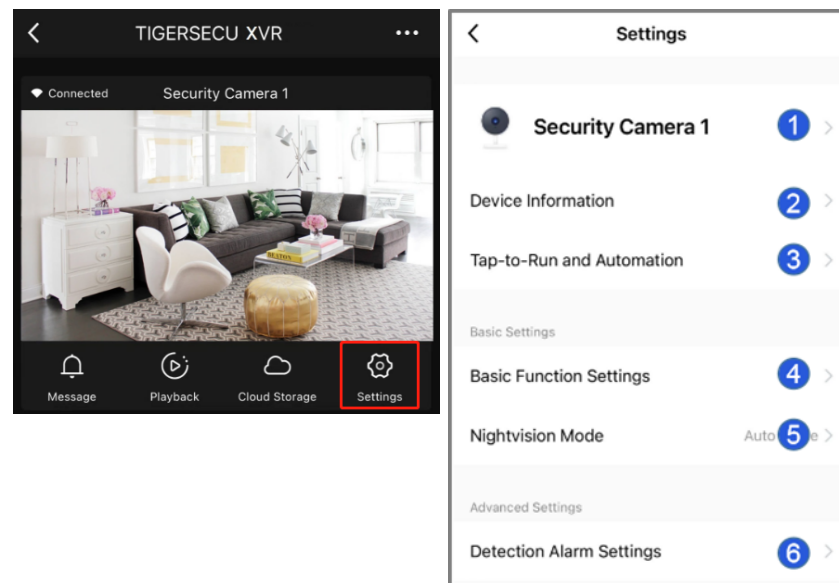 TIGERSECU XVR
Connected
Security Camera 1
Message
Playback
Cloud Storage
Settings
Settings
Security Camera 1
1
Device Information
2
Tap-to-Run and Automation
3
Basic Settings
Basic Function Settings
4
Nightvision Mode
Auto
5
e
Advanced Settings
Detection Alarm Settings
6